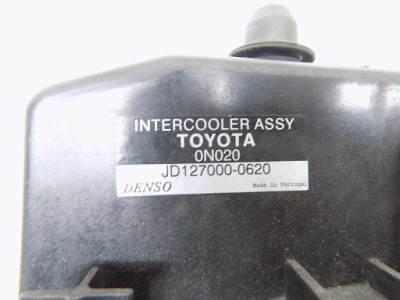 INTERCOOLER ASSY
TOYOTA
0N020
JD127000-0620
DENSO Made in Portugal